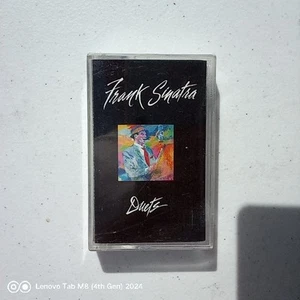 Frank Sinatra
Duets
Lenovo Tab M8 (4th Gen) 2024